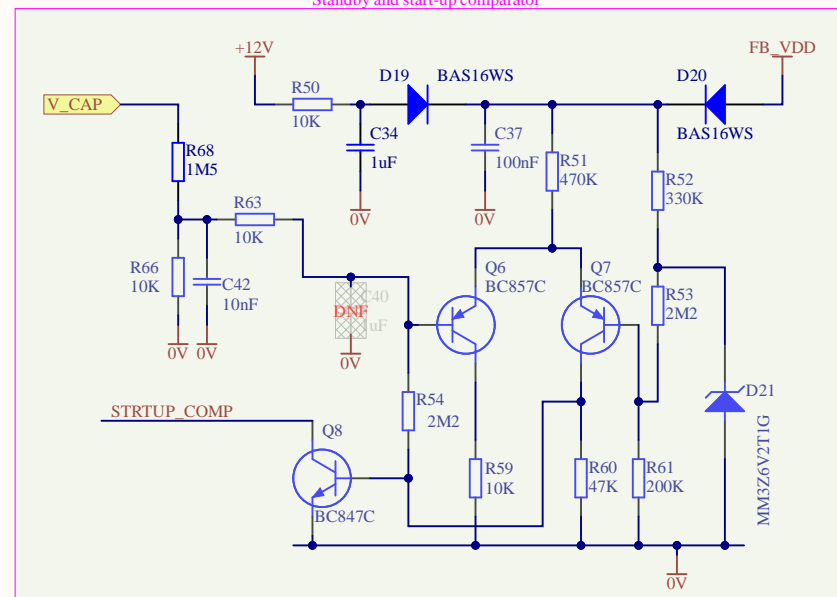 Standby and start-up comparator
+12V
FB_VDD
D19
BAS16WS
D20
V_CAP
R50
10K
BAS16WS
C34
1uF
C37
100nF
R51
470K
R68
1M5
R52
330K
0V
0V
R63
10K
R66
10K
C42
10nF
Q6
BC857C
Q7
BC857C
C40
DNF
1uF
R53
2M2
0V
0V
0V
R54
2M2
D21
MM3Z6V2T1G
STRTUP_COMP
Q8
R59
10K
R60
47K
R61
200K
BC847C
0V